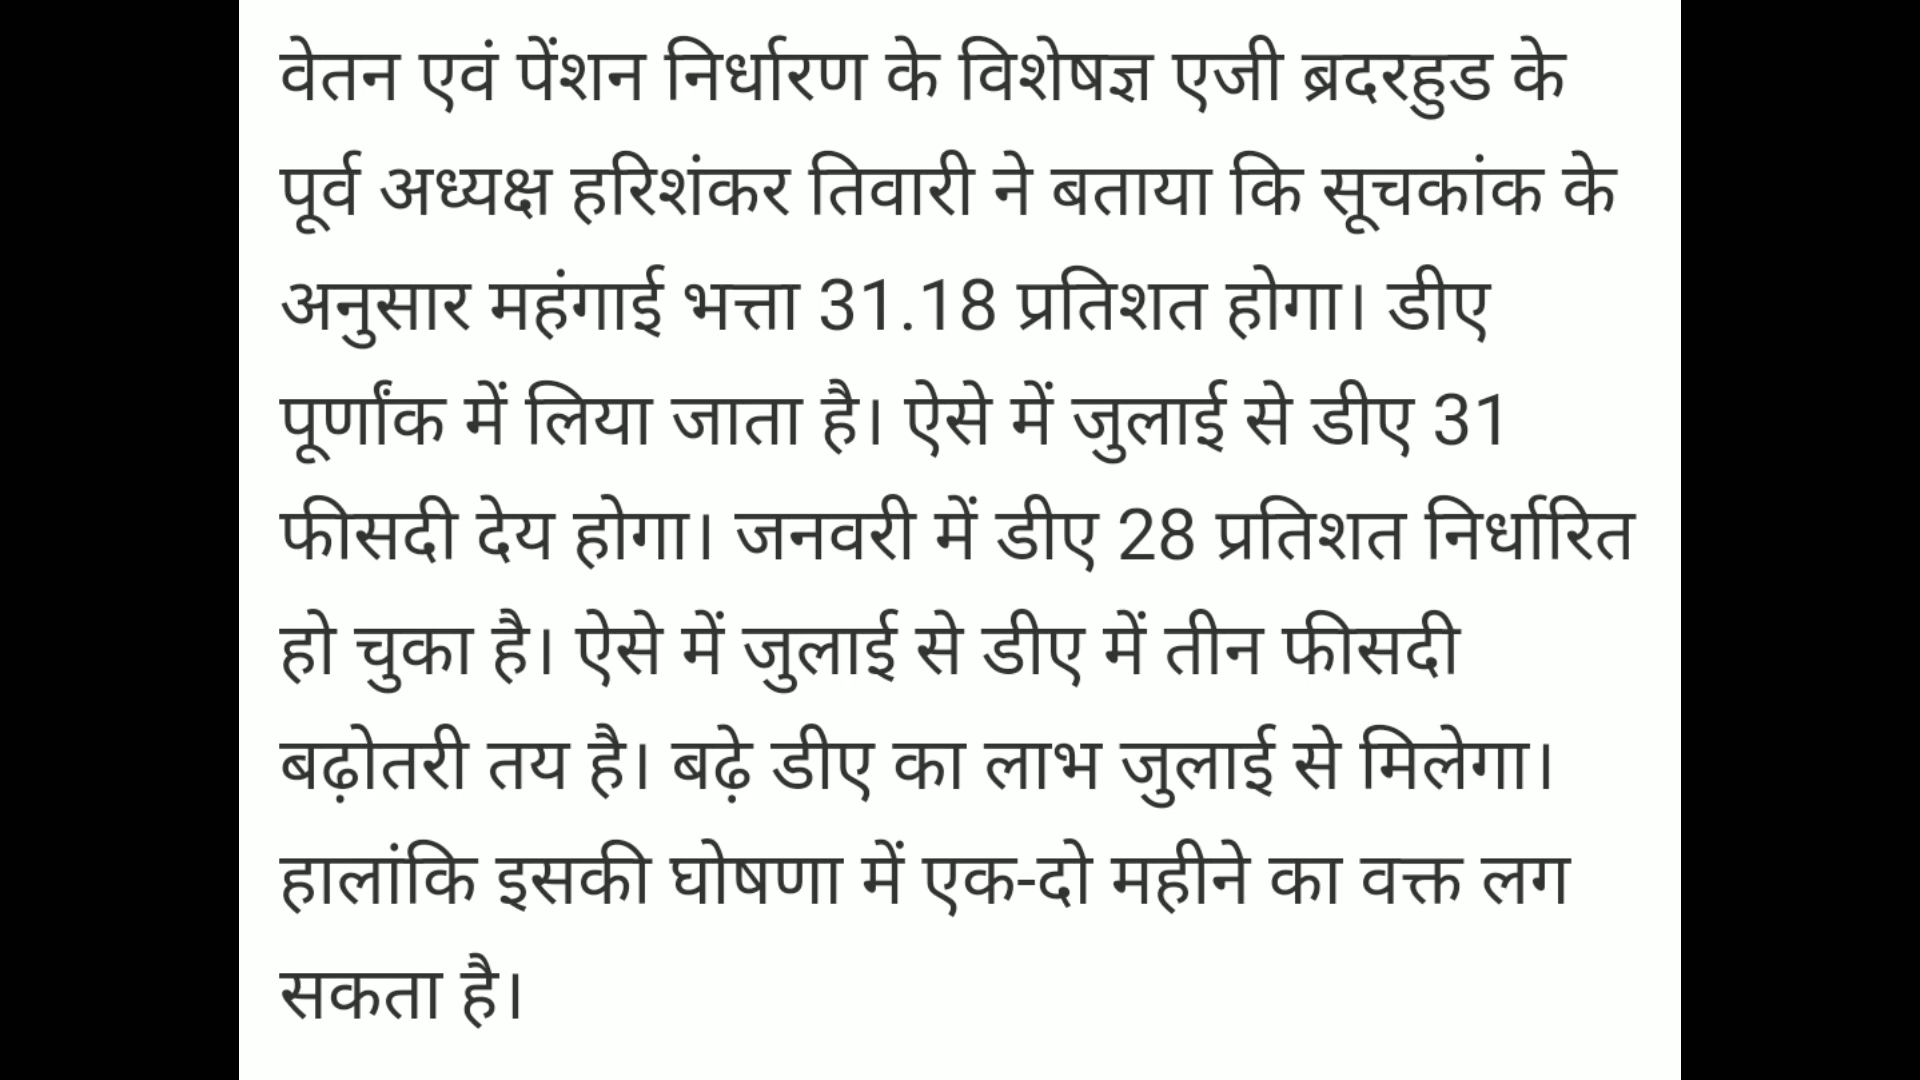 वेतन एवं पेंशन निर्धारण के विशेषज्ञ एजी ब्रदरहुड के
पूर्व अध्यक्ष हरिशंकर तिवारी ने बताया कि सूचकांक के
अनुसार महंगाई भत्ता 31.18 प्रतिशत होगा। डीए
पूर्णांक में लिया जाता है। ऐसे में जुलाई से डीए 31
फीसदी देय होगा। जनवरी में डीए 28 प्रतिशत निर्धारित
हो चुका है। ऐसे में जुलाई से डीए में तीन फीसदी
बढ़ोतरी तय है। बढ़े डीए का लाभ जुलाई से मिलेगा।
हालांकि इसकी घोषणा में एक-दो महीने का वक्त लग
सकता है।